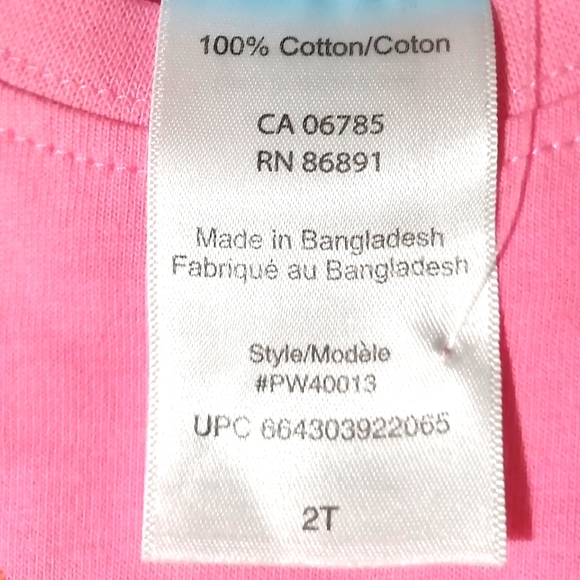 100% Cotton/Coton
CA 06785
RN 86891
Made in Bangladesh
Fabriqué au Bangladesh
Style/Modèle
#PW40013
UPC 664303922065
2T